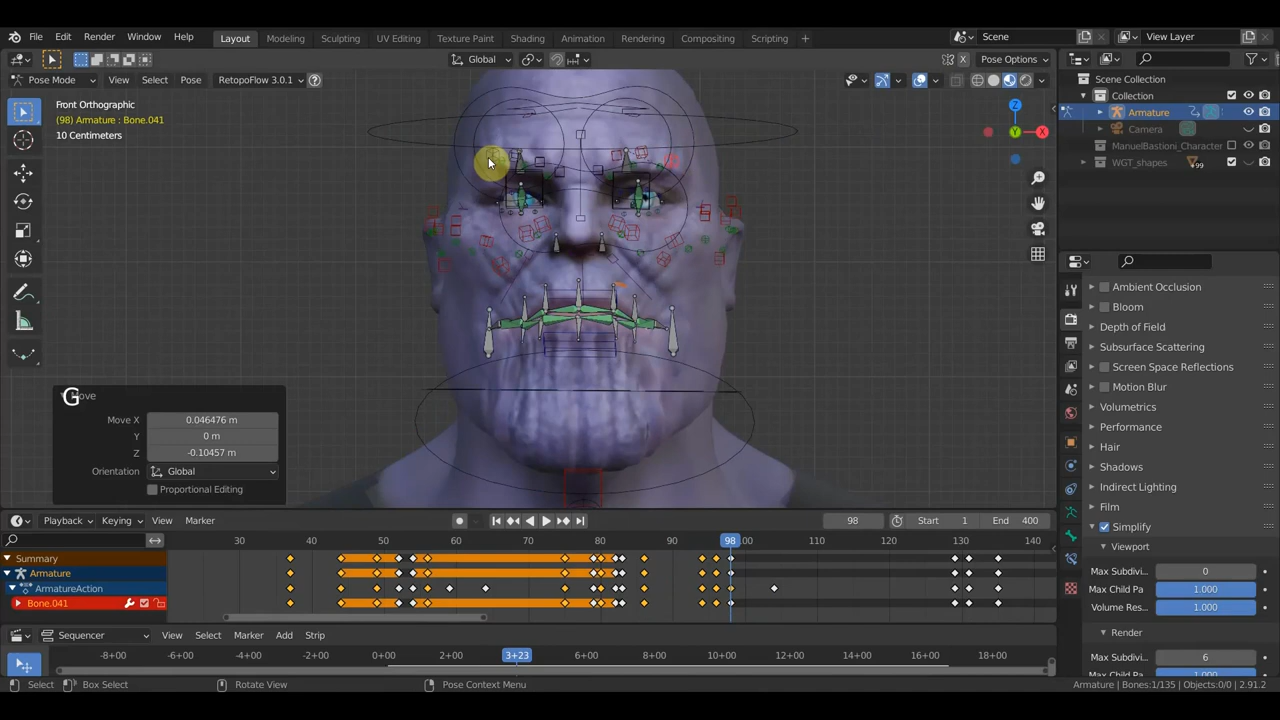 File Edit Render Window Help Layout Modeling Sculpting UV Editing Texture Paint Shading Animation Rendering Compositing Scripting + Scene View Layer
Global Pose Options
Pose Mode View Select Pose RetopoFlow 3.0.1
Front Orthographic
(98) Armature : Bone.041
10 Centimeters
Scene Collection
Collection
Armature
Camera
ManuelBastioni_Character
WGT_shapes
99
X
Y
Z
Ambient Occlusion
Bloom
Depth of Field
Subsurface Scattering
Screen Space Reflections
Motion Blur
Volumetrics
Performance
Hair
Shadows
Indirect Lighting
Film
Simplify
Viewport
Max Subdivi 0
Max Child Pa 1.000
Volume Res... 1.000
Render
Max Subdivi 6
G
Move X 0.046476 m
Y 0 m
Z -0.10457 m
Orientation Global
Proportional Editing
Playback Keying View Marker 98 Start 1 End 400
30 40 50 60 70 80 90 98 100 110 120 130 140
Summary
Armature
ArmatureAction
Bone.041
Sequencer View Select Marker Add Strip
-8+00 -6+00 -4+00 -2+00 0+00 2+00 3+23 6+00 8+00 10+00 12+00 14+00 16+00 18+00
Select Box Select Rotate View Pose Context Menu Armature | Bones:1/135 | Objects:0/0 | 2.91.2